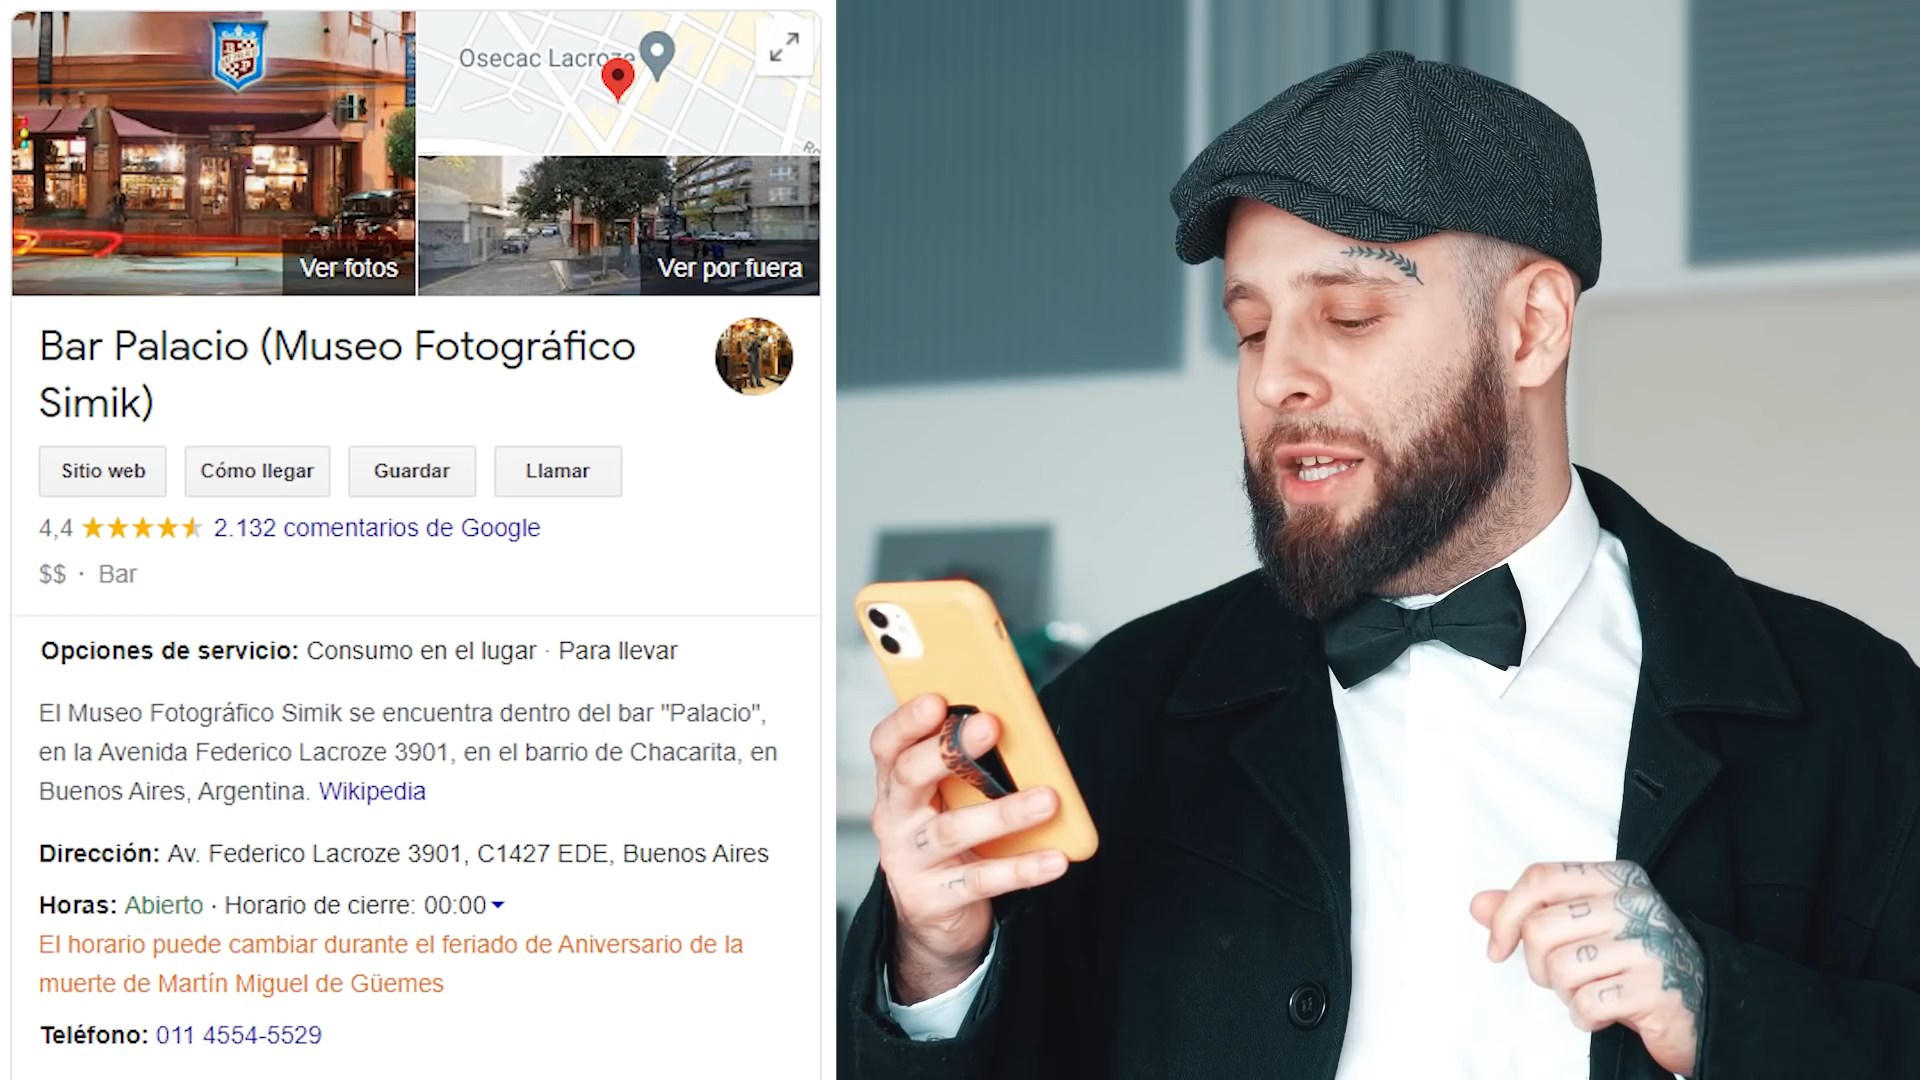 Osecac Lacroze
Ro
Ver fotos
Ver por fuera
Bar Palacio (Museo Fotográfico
Simik)
Sitio web
Cómo llegar
Guardar
Llamar
4,4 2.132 comentarios de Google
$$ · Bar
Opciones de servicio: Consumo en el lugar · Para llevar
El Museo Fotográfico Simik se encuentra dentro del bar "Palacio",
en la Avenida Federico Lacroze 3901, en el barrio de Chacarita, en
Buenos Aires, Argentina. Wikipedia
Dirección: Av. Federico Lacroze 3901, C1427 EDE, Buenos Aires
Horas: Abierto · Horario de cierre: 00:00
El horario puede cambiar durante el feriado de Aniversario de la
muerte de Martín Miguel de Güemes
Teléfono: 011 4554-5529